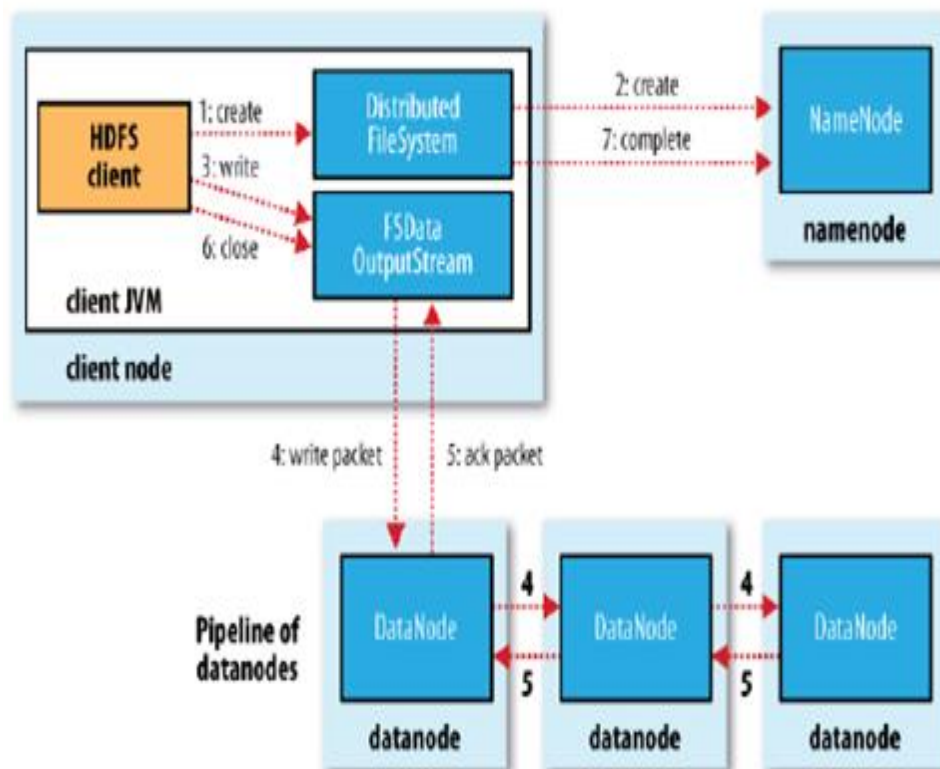 HDFS
client
1: create
3: write
6: close
Distributed
FileSystem
FSData
OutputStream
client JVM
client node
2: create
7: complete
NameNode
namenode
4: write packet
5: ack packet
Pipeline of
datanodes
DataNode
4
5
DataNode
4
5
DataNode
datanode
datanode
datanode